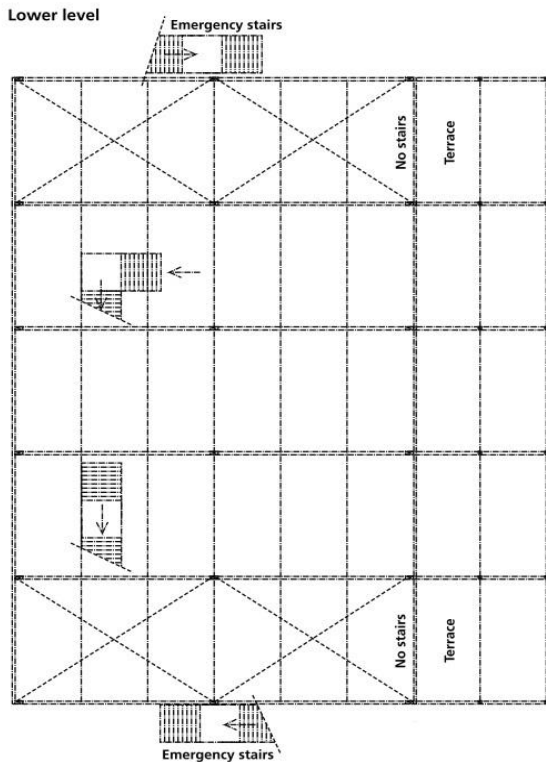 Lower level
Emergency stairs
No stairs
Terrace
No stairs
Terrace
Emergency stairs